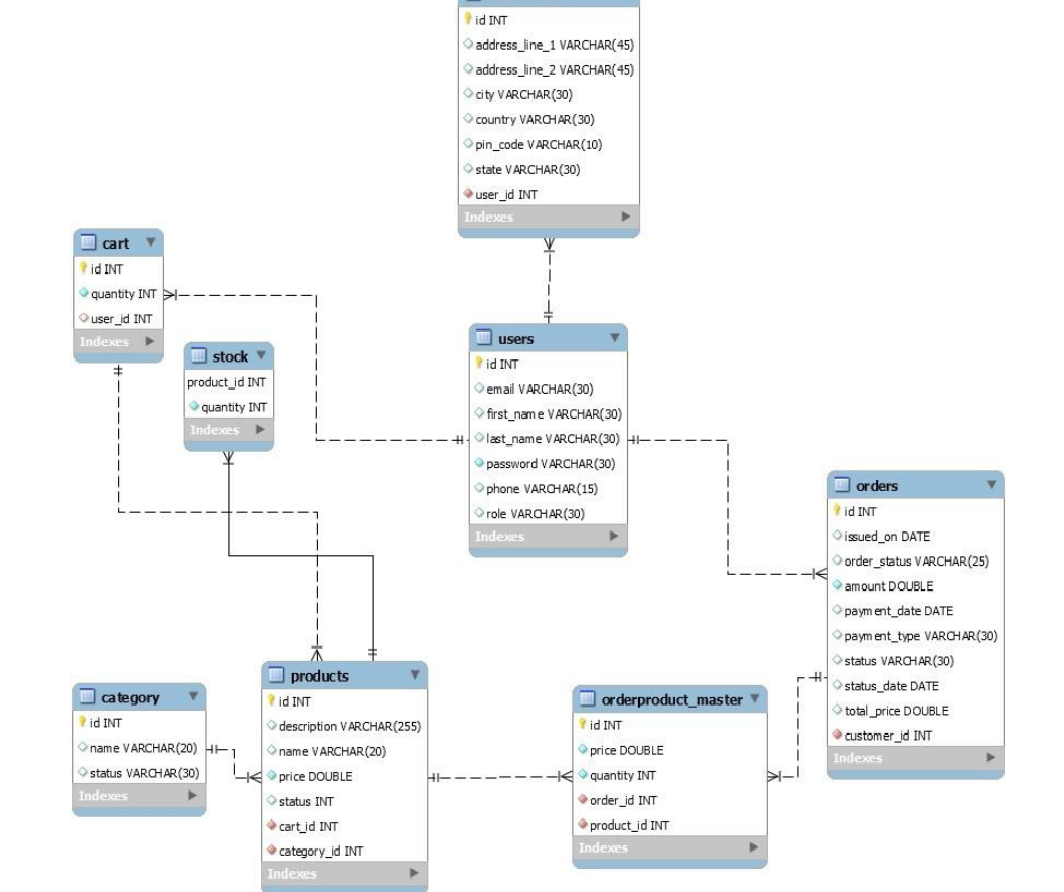 id INT
address_line_1 VARCHAR(45)
address_line_2 VARCHAR(45)
city VARCHAR(30)
country VARCHAR(30)
pin_code VARCHAR(10)
state VARCHAR(30)
user_id INT
Indexes
cart
id INT
quantity INT
user_id INT
Indexes
stock
product_id INT
quantity INT
Indexes
users
id INT
email VARCHAR(30)
first_name VARCHAR(30)
last_name VARCHAR(30)
password VARCHAR(30)
phone VARCHAR(15)
role VARCHAR(30)
Indexes
orders
id INT
issued_on DATE
order_status VARCHAR(25)
amount DOUBLE
payment_date DATE
payment_type VARCHAR(30)
status VARCHAR(30)
status_date DATE
total_price DOUBLE
customer_id INT
Indexes
category
id INT
name VARCHAR(20)
status VARCHAR(30)
Indexes
products
id INT
description VARCHAR(255)
name VARCHAR(20)
price DOUBLE
status INT
cart_id INT
category_id INT
Indexes
orderproduct_master
id INT
price DOUBLE
quantity INT
order_id INT
product_id INT
Indexes